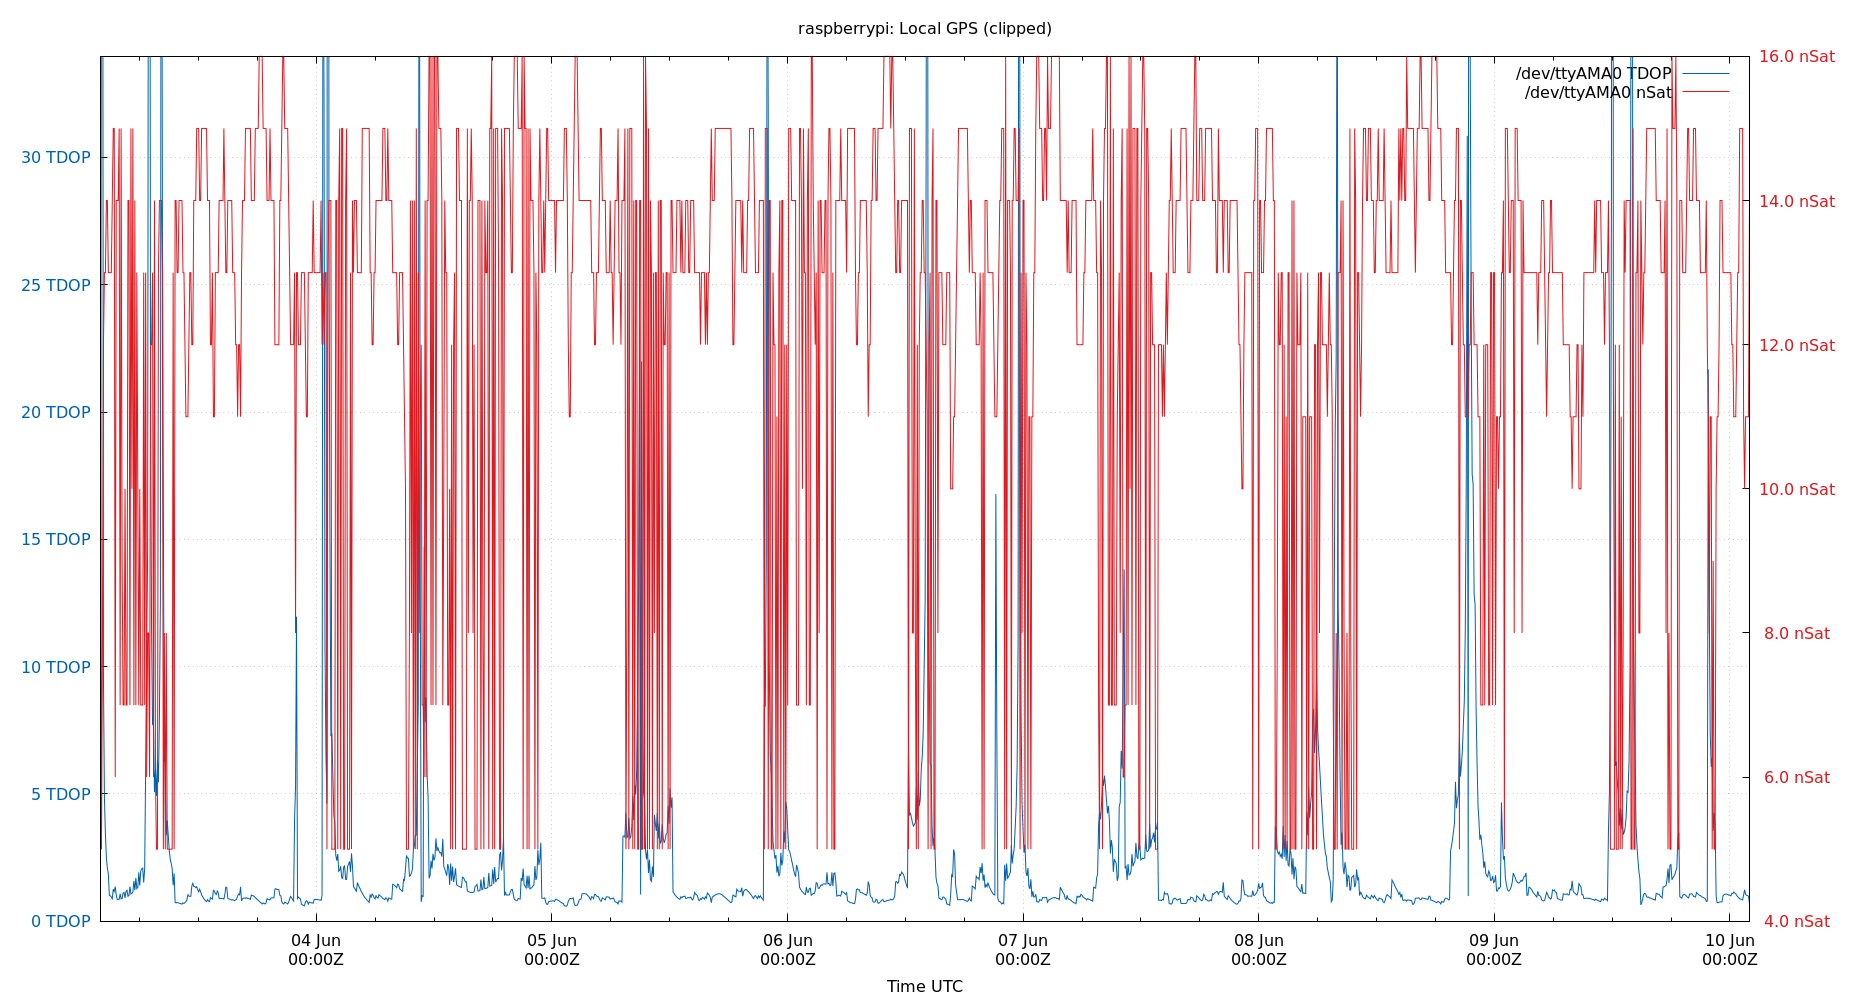 raspberrypi: Local GPS (clipped)
16.0 nSat
/dev/ttyAMA0 TDOP
/dev/ttyAMA0 nSat
30 TDOP
14.0 nSat
25 TDOP
12.0 nSat
20 TDOP
10.0 nSat
15 TDOP
8.0 nSat
10 TDOP
6.0 nSat
5 TDOP
0 TDOP
4.0 nSat
04 Jun 05 Jun 06 Jun 07 Jun 08 Jun 09 Jun 10 Jun
00:00Z 00:00Z 00:00Z 00:00Z 00:00Z 00:00Z 00:00Z
Time UTC